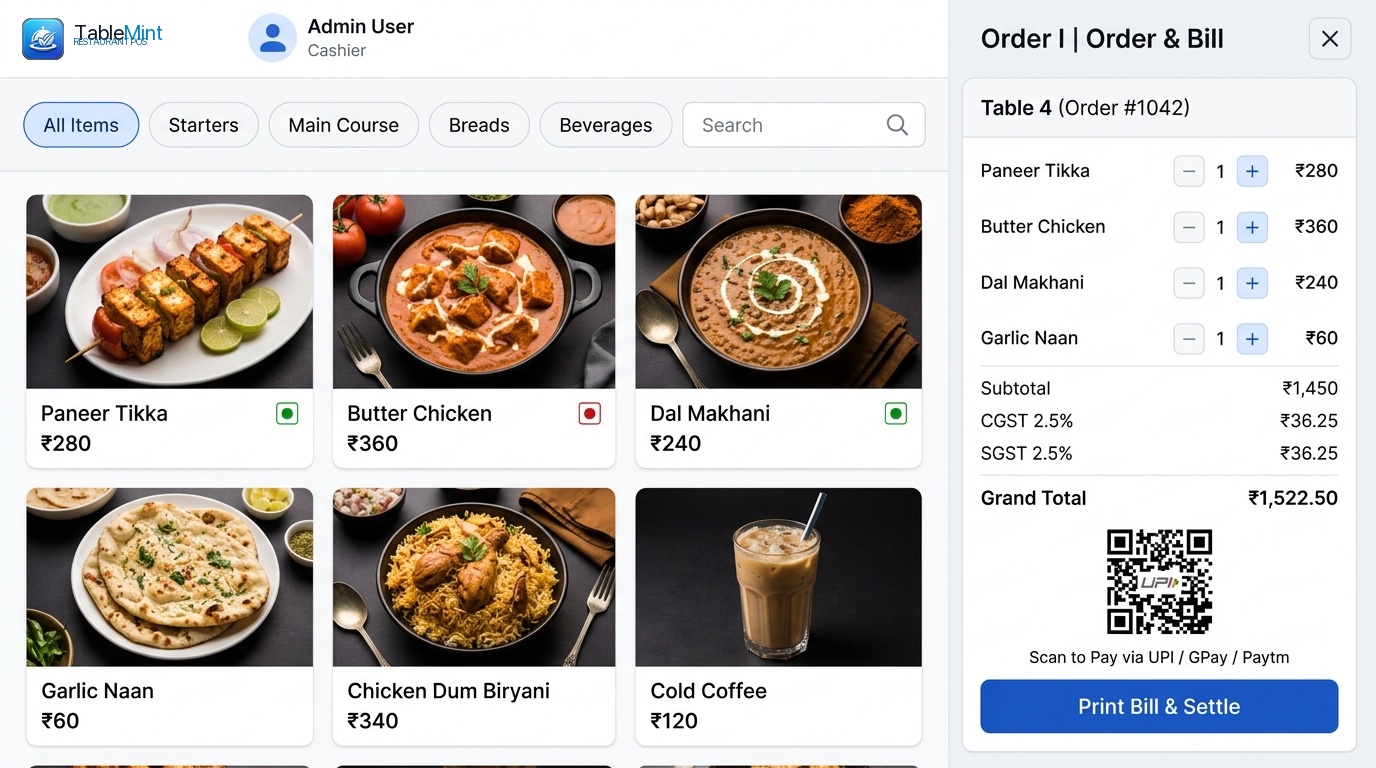 TableMint
RESTAURANT POS
Admin User
Cashier
All Items
Starters
Main Course
Breads
Beverages
Search
Paneer Tikka
₹280
Butter Chicken
₹360
Dal Makhani
₹240
Garlic Naan
₹60
Chicken Dum Biryani
₹340
Cold Coffee
₹120
Order I | Order & Bill
Table 4 (Order #1042)
Paneer Tikka 1 ₹280
Butter Chicken 1 ₹360
Dal Makhani 1 ₹240
Garlic Naan 1 ₹60
Subtotal ₹1,450
CGST 2.5% ₹36.25
SGST 2.5% ₹36.25
Grand Total ₹1,522.50
UPI
Scan to Pay via UPI / GPay / Paytm
Print Bill & Settle